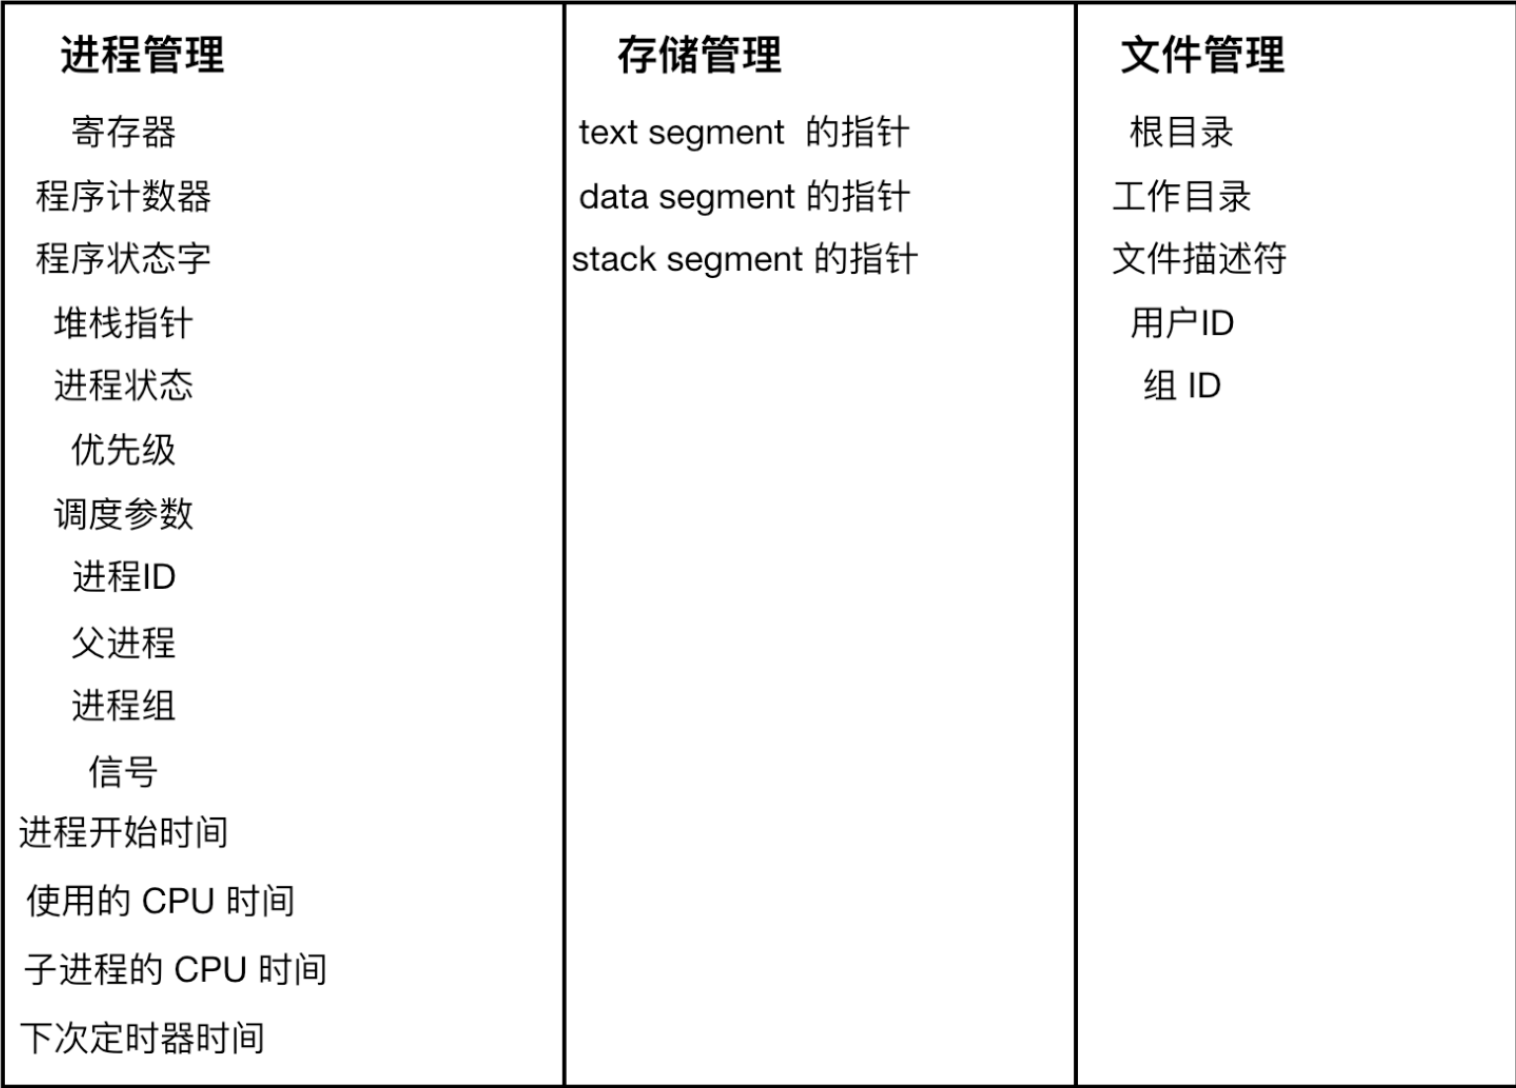 进程管理
寄存器
程序计数器
程序状态字
堆栈指针
进程状态
优先级
调度参数
进程ID
父进程
进程组
信号
进程开始时间
使用的 CPU 时间
子进程的 CPU 时间
下次定时器时间
存储管理
text segment 的指针
data segment 的指针
stack segment 的指针
文件管理
根目录
工作目录
文件描述符
用户ID
组 ID